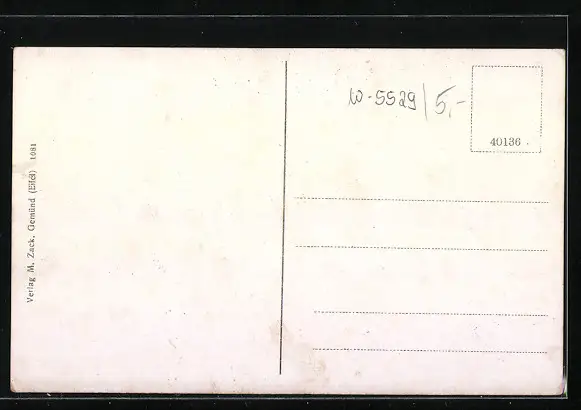 W-5529/5,-
40136
Verlag M. Zack, Gemünd (Eifel) 1081